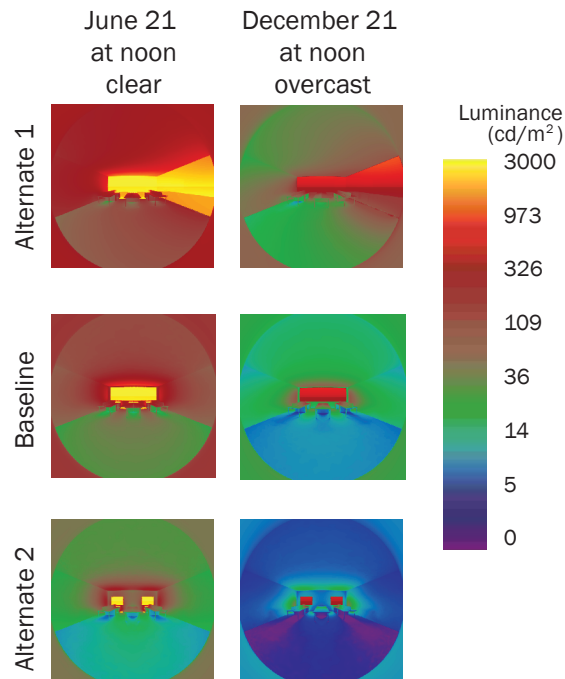 June 21
at noon
clear
December 21
at noon
overcast
Alternate 1
Baseline
Alternate 2
Luminance
(cd/m²)
3000
973
326
109
36
14
5
0